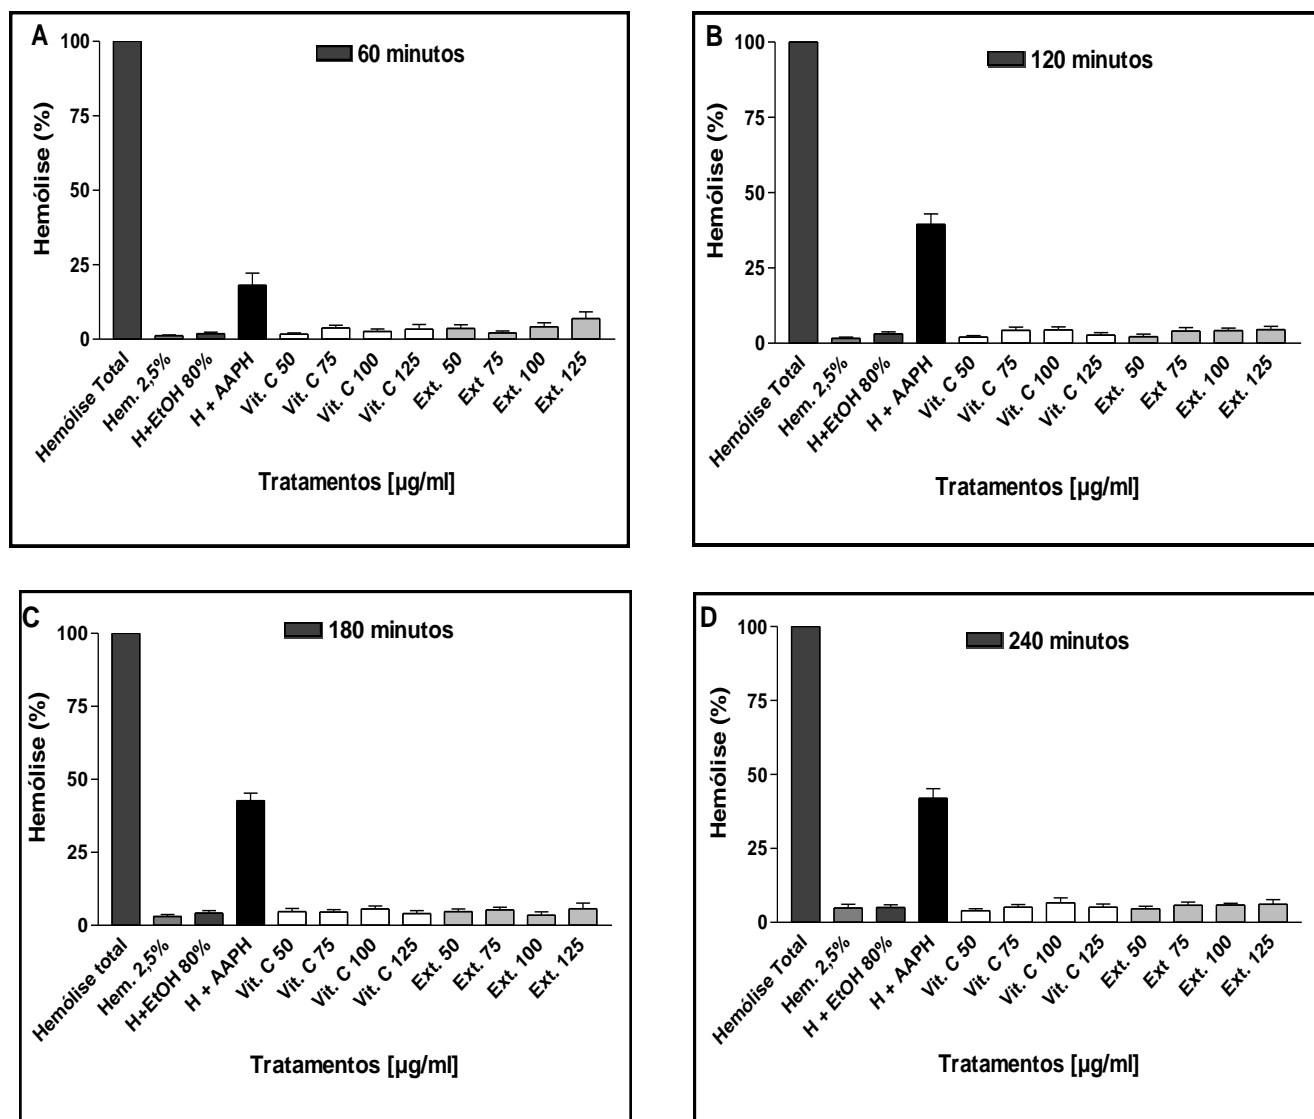 A
60 minutos
Hemólise (%)
100
75
50
25
0
Hemólise Total
Hem. 2,5%
H+EtOH 80%
H + AAPH
Vit. C 50
Vit. C 75
Vit. C 100
Vit. C 125
Ext. 50
Ext 75
Ext. 100
Ext. 125
Tratamentos [µg/ml]
B
120 minutos
Hemólise (%)
100
75
50
25
0
Hemólise Total
Hem. 2,5%
H+EtOH 80%
H + AAPH
Vit. C 50
Vit. C 75
Vit. C 100
Vit. C 125
Ext. 50
Ext 75
Ext. 100
Ext. 125
Tratamentos [µg/ml]
C
180 minutos
Hemólise (%)
100
75
50
25
0
Hemólise total
Hem. 2,5%
H+EtOH 80%
H + AAPH
Vit. C 50
Vit. C 75
Vit. C 100
Vit. C 125
Ext. 50
Ext. 75
Ext. 100
Ext. 125
Tratamentos [µg/ml]
D
240 minutos
Hemólise (%)
100
75
50
25
0
Hemólise Total
Hem. 2,5%
H + EtOH 80%
H + AAPH
Vit. C 50
Vit. C 75
Vit. C 100
Vit. C 125
Ext. 50
Ext 75
Ext. 100
Ext. 125
Tratamentos [µg/ml]